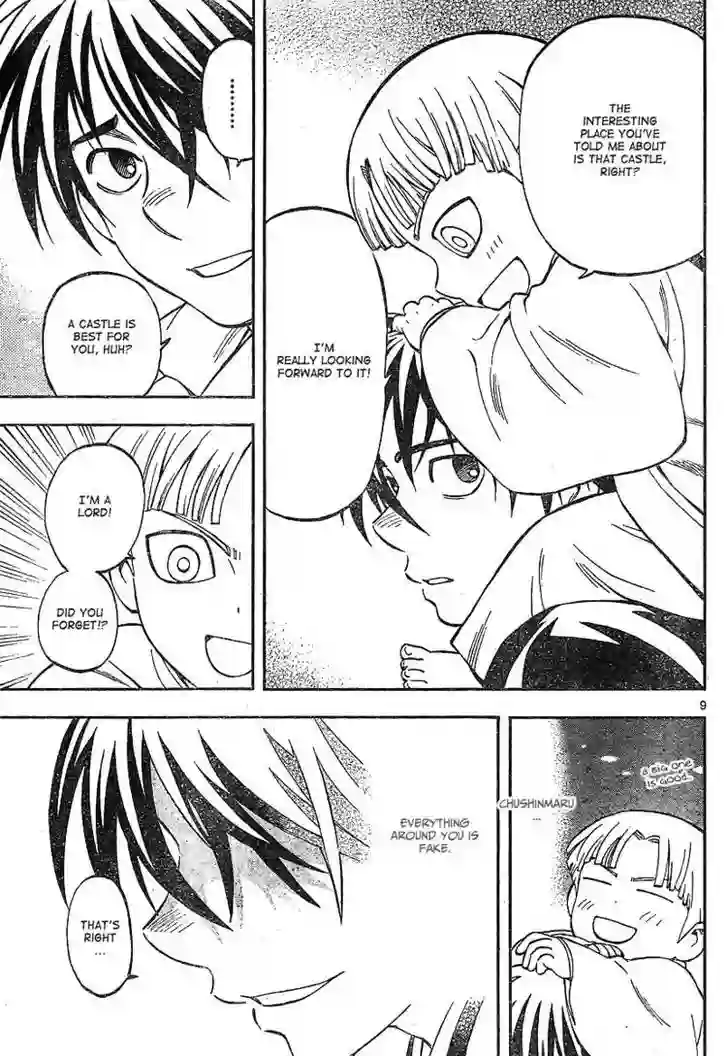 THE
INTERESTING
PLACE YOU'VE
TOLD ME ABOUT
IS THAT CASTLE,
RIGHT?
I'M
REALLY LOOKING
FORWARD TO IT!
........
A CASTLE IS
BEST FOR
YOU, HUH?
I'M A
LORD!
DID YOU
FORGET!?
9
A BIG ONE
IS GOOD.
CHUSHINMARU
...
EVERYTHING
AROUND YOU IS
FAKE.
THAT'S
RIGHT
...